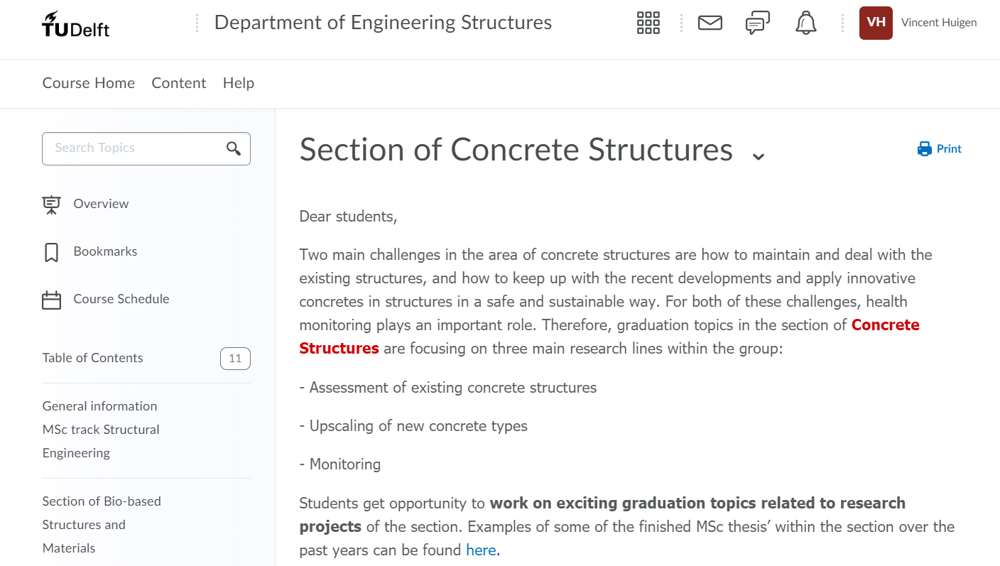 TUDelft
Department of Engineering Structures
VH
Vincent Huigen
Course Home Content Help
Search Topics
Overview
Bookmarks
Course Schedule
Table of Contents 11
General information
MSc track Structural
Engineering
Section of Bio-based
Structures and
Materials
Section of Concrete Structures
Print
Dear students,
Two main challenges in the area of concrete structures are how to maintain and deal with the
existing structures, and how to keep up with the recent developments and apply innovative
concretes in structures in a safe and sustainable way. For both of these challenges, health
monitoring plays an important role. Therefore, graduation topics in the section of Concrete
Structures are focusing on three main research lines within the group:
- Assessment of existing concrete structures
- Upscaling of new concrete types
- Monitoring
Students get opportunity to work on exciting graduation topics related to research
projects of the section. Examples of some of the finished MSc thesis’ within the section over the
past years can be found here.